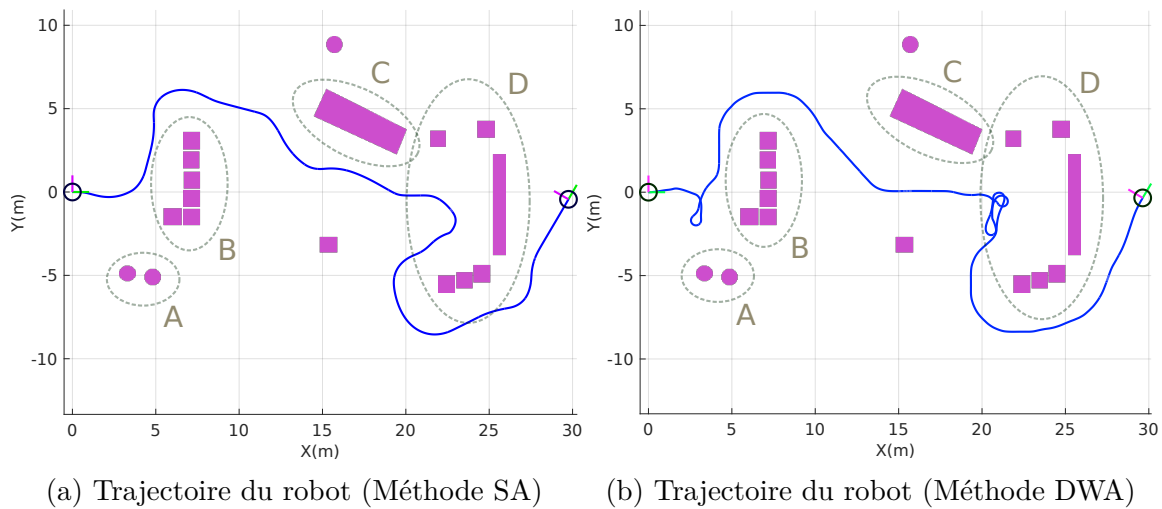 10
5
0
-5
-10
Y(m)
0 5 10 15 20 25 30
X(m)
A
B
C
D
(a) Trajectoire du robot (Méthode SA)
10
5
0
-5
-10
Y(m)
0 5 10 15 20 25 30
X(m)
A
B
C
D
(b) Trajectoire du robot (Méthode DWA)